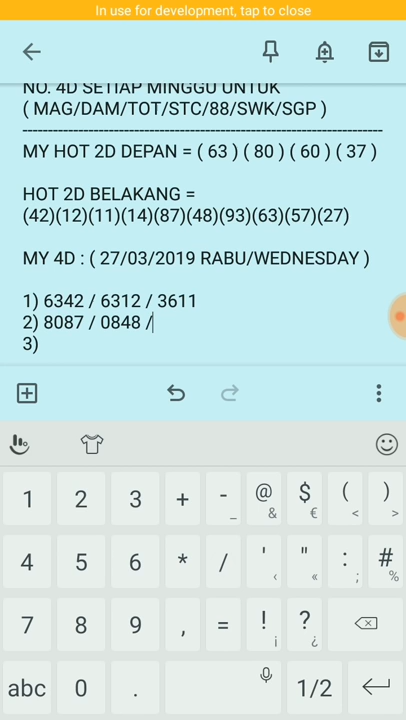 In use for development, tap to close
NO. 4D SETIAP MINGGU UNTUK
( MAG/DAM/TOT/STC/88/SWK/SGP )
--------------------------------------------------------------------
MY HOT 2D DEPAN = ( 63 ) ( 80 ) ( 60 ) ( 37 )
HOT 2D BELAKANG =
(42)(12)(11)(14)(87)(48)(93)(63)(57)(27)
MY 4D : ( 27/03/2019 RABU/WEDNESDAY )
1) 6342 / 6312 / 3611
2) 8087 / 0848 /
3)
1 2 3 + - _ @ & $ € ( < ) >
4 5 6 * / ' ‹ " « : ; # %
7 8 9 , = ! ¡ ? ¿
abc 0 . 1/2